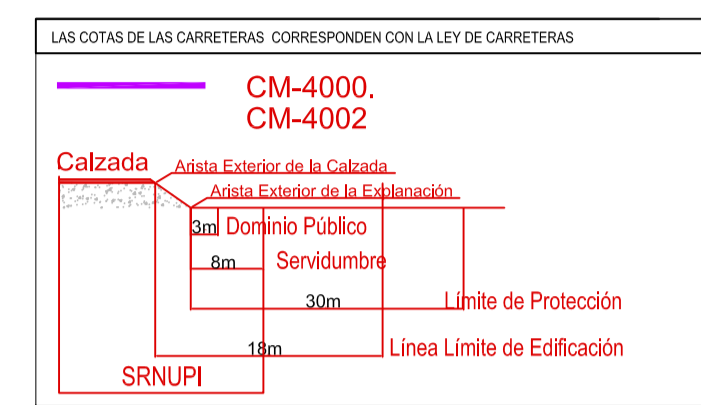 LAS COTAS DE LAS CARRETERAS CORRESPONDEN CON LA LEY DE CARRETERAS
CM-4000.
CM-4002
Calzada
Arista Exterior de la Calzada
Arista Exterior de la Explanación
3m Dominio Público
8m Servidumbre
30m Límite de Protección
18m Línea Límite de Edificación
SRNUPI